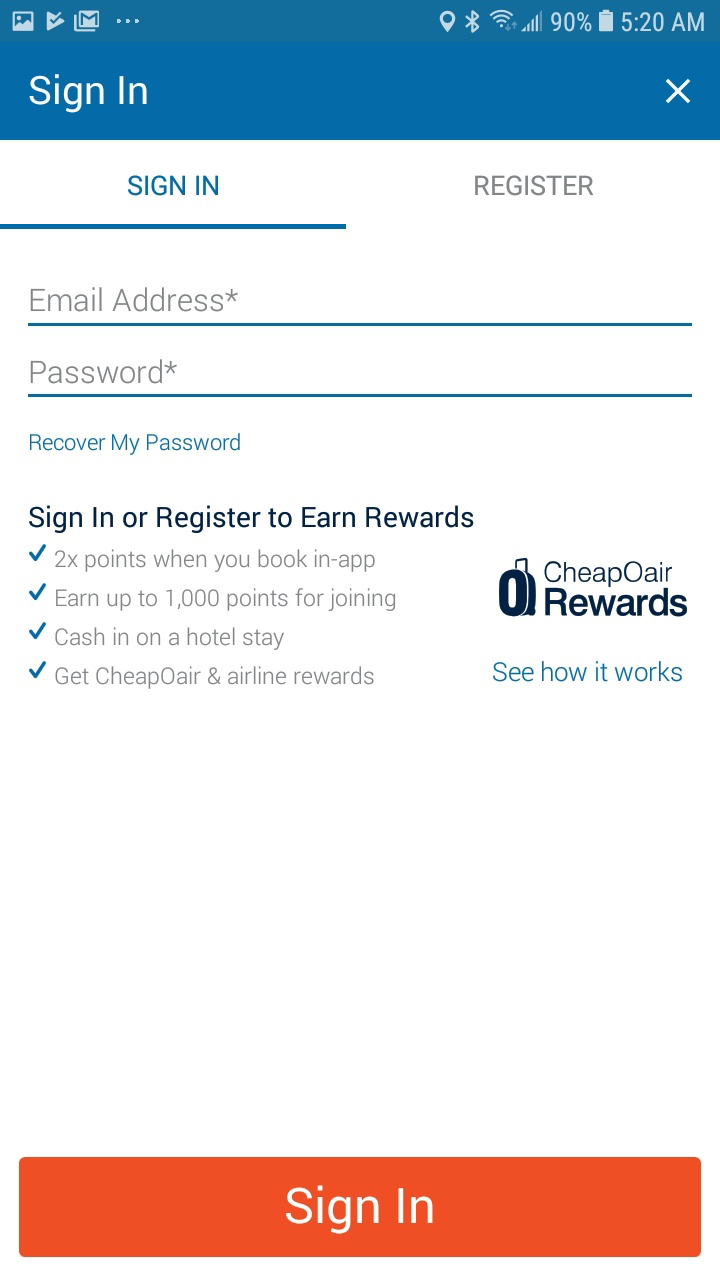 90% 5:20 AM
Sign In
SIGN IN
REGISTER
Email Address*
Password*
Recover My Password
Sign In or Register to Earn Rewards
2x points when you book in-app
Earn up to 1,000 points for joining
Cash in on a hotel stay
Get CheapOair & airline rewards
CheapOair
Rewards
See how it works
Sign In